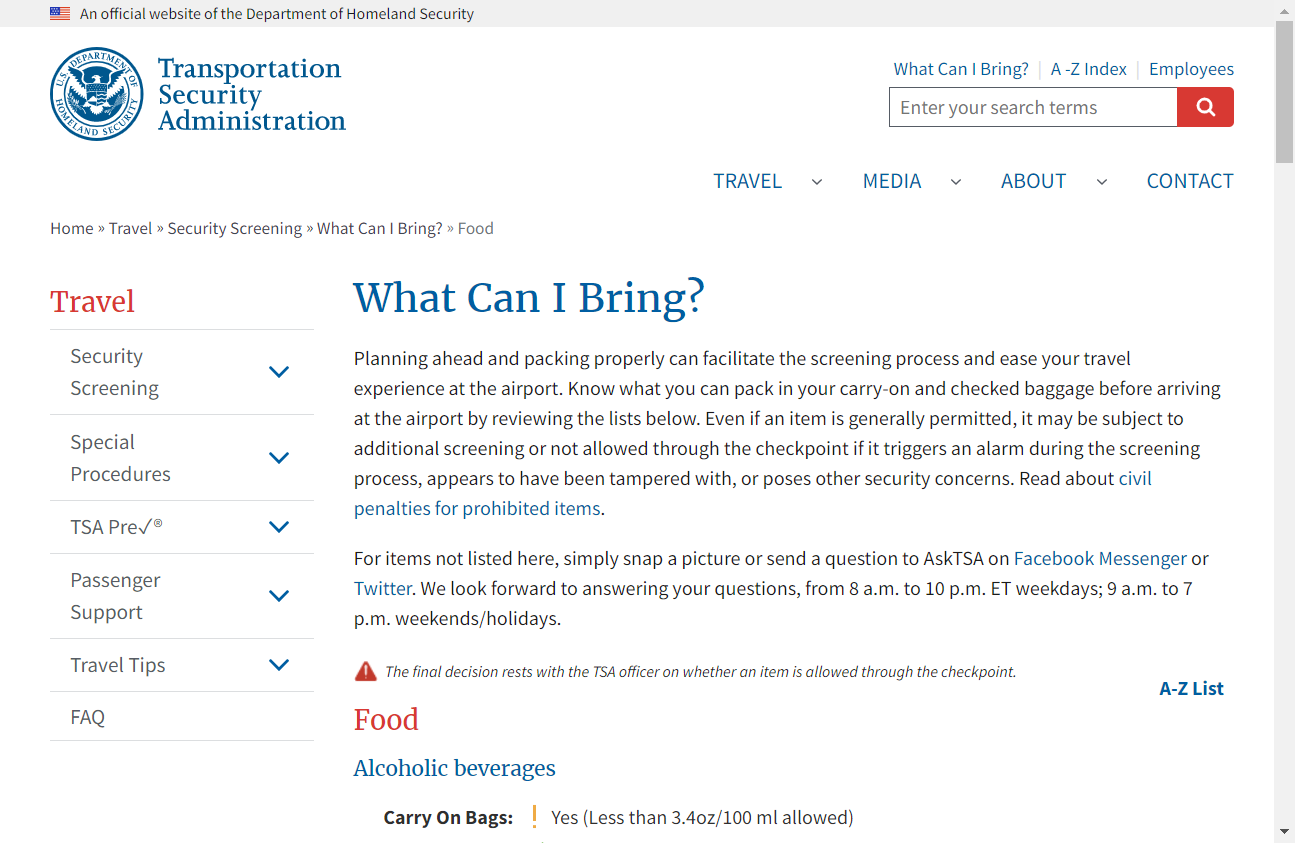 An official website of the Department of Homeland Security
U.S. DEPARTMENT OF HOMELAND SECURITY
Transportation
Security
Administration
What Can I Bring?
A -Z Index
Employees
Enter your search terms
TRAVEL
MEDIA
ABOUT
CONTACT
Home » Travel » Security Screening » What Can I Bring? » Food
Travel
Security
Screening
Special
Procedures
TSA Pre✓®
Passenger
Support
Travel Tips
FAQ
What Can I Bring?
Planning ahead and packing properly can facilitate the screening process and ease your travel
experience at the airport. Know what you can pack in your carry-on and checked baggage before arriving
at the airport by reviewing the lists below. Even if an item is generally permitted, it may be subject to
additional screening or not allowed through the checkpoint if it triggers an alarm during the screening
process, appears to have been tampered with, or poses other security concerns. Read about civil
penalties for prohibited items.
For items not listed here, simply snap a picture or send a question to AskTSA on Facebook Messenger or
Twitter. We look forward to answering your questions, from 8 a.m. to 10 p.m. ET weekdays; 9 a.m. to 7
p.m. weekends/holidays.
The final decision rests with the TSA officer on whether an item is allowed through the checkpoint.
A-Z List
Food
Alcoholic beverages
Carry On Bags: Yes (Less than 3.4oz/100 ml allowed)